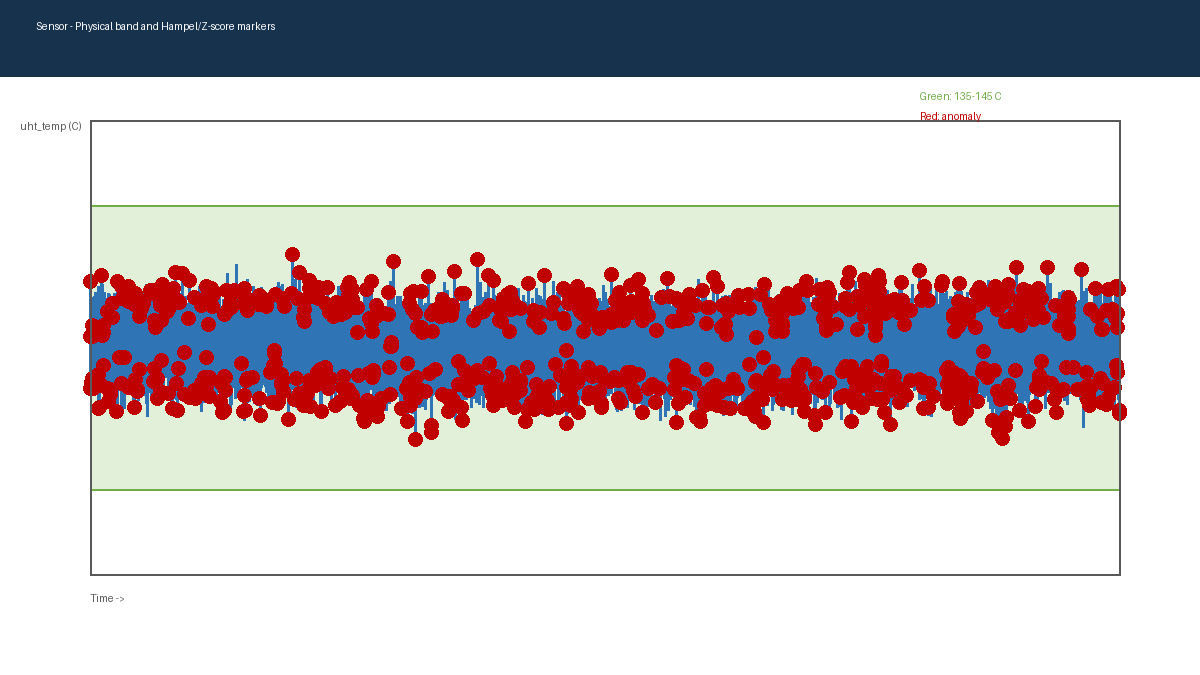 Sensor - Physical band and Hampel/Z-score markers
Green: 135-145 C
Red: anomaly
uht_temp (C)
Time ->